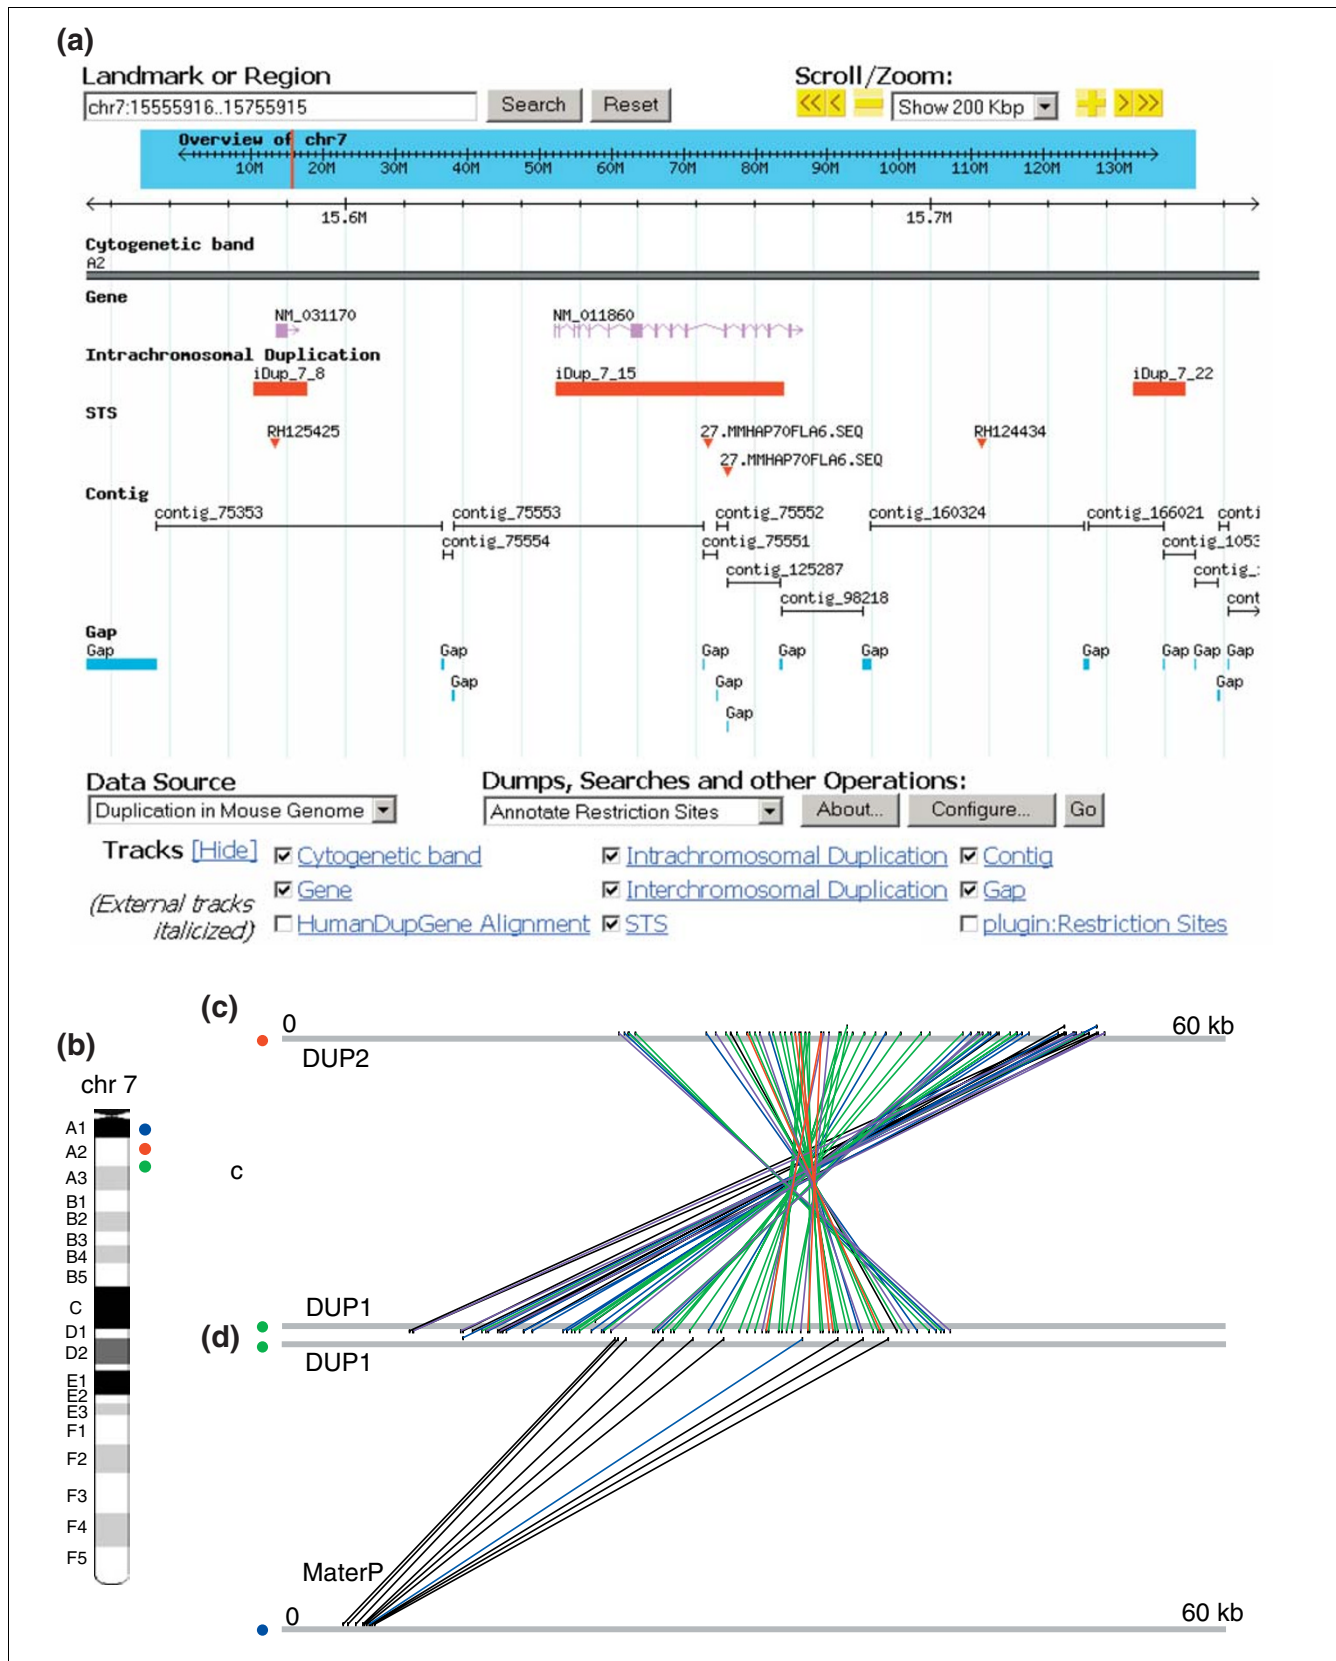 (a)
Landmark or Region
Scroll/Zoom:
chr7:15555916..15755915
Search
Reset
<< <
Show 200 Kbp
> >>
Overview of chr7
10M 20M 30M 40M 50M 60M 70M 80M 90M 100M 110M 120M 130M
15.6M 15.7M
Cytogenetic band
A2
Gene
NM_031170 NM_011860
Intrachromosomal Duplication
iDup_7_8 iDup_7_15 iDup_7_22
STS
RH125425 27.MMHAP70FLA6.SEQ RH124434
27.MMHAP70FLA6.SEQ
Contig
contig_75353 contig_75553 contig_75552 contig_160324 contig_166021 conti
contig_75554 contig_75551 contig_1053
contig_125287 contig_:
contig_98218 cont
Gap
Gap Gap Gap Gap Gap Gap Gap Gap Gap
Gap Gap Gap
Gap
Data Source
Dumps, Searches and other Operations:
Duplication in Mouse Genome
Annotate Restriction Sites
About...
Configure...
Go
Tracks [Hide]
Cytogenetic band Intrachromosomal Duplication Contig
(External tracks italicized)
Gene Interchromosomal Duplication Gap
HumanDupGene Alignment STS plugin:Restriction Sites
(b)
chr 7
A1
A2
A3
B1
B2
B3
B4
B5
C
D1
D2
E1
E2
E3
F1
F2
F3
F4
F5
(c)
0 60 kb
DUP2
c
DUP1
(d)
DUP1
MaterP
0 60 kb